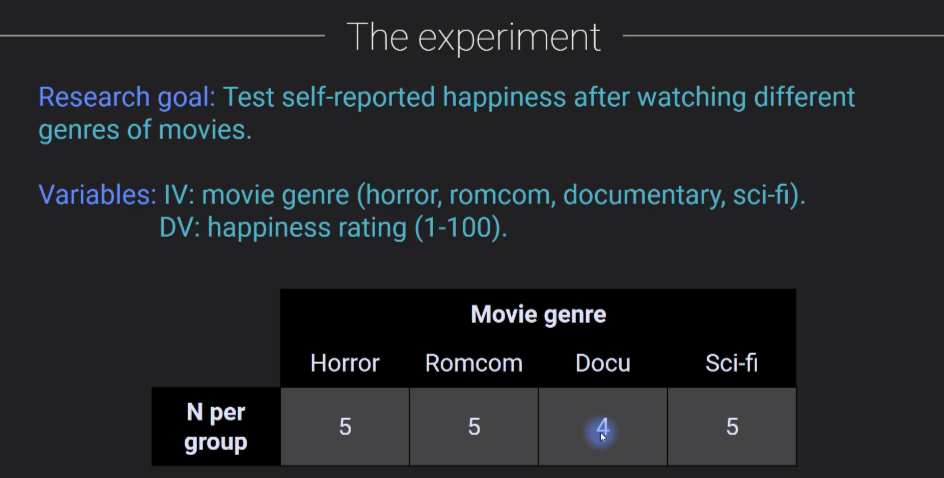 The experiment
Research goal: Test self-reported happiness after watching different
genres of movies.
Variables: IV: movie genre (horror, romcom, documentary, sci-fi).
DV: happiness rating (1-100).
Movie genre
Horror Romcom Docu Sci-fi
N per
group
5 5 4 5